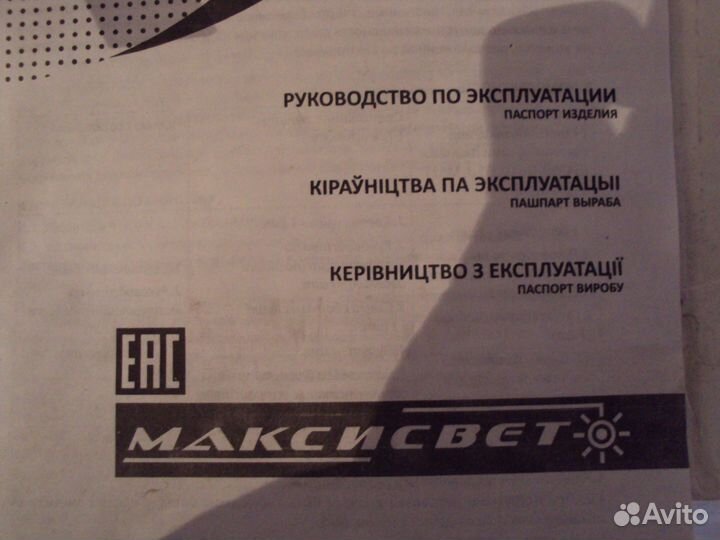 РУКОВОДСТВО ПО ЭКСПЛУАТАЦИИ
ПАСПОРТ ИЗДЕЛИЯ
КІРАЎНІЦТВА ПА ЭКСПЛУАТАЦЫІ
ПАШПАРТ ВЫРАБА
КЕРІВНИЦТВО З ЕКСПЛУАТАЦІЇ
ПАСПОРТ ВИРОБУ
EAC
МАКСИСВЕТ
Avito